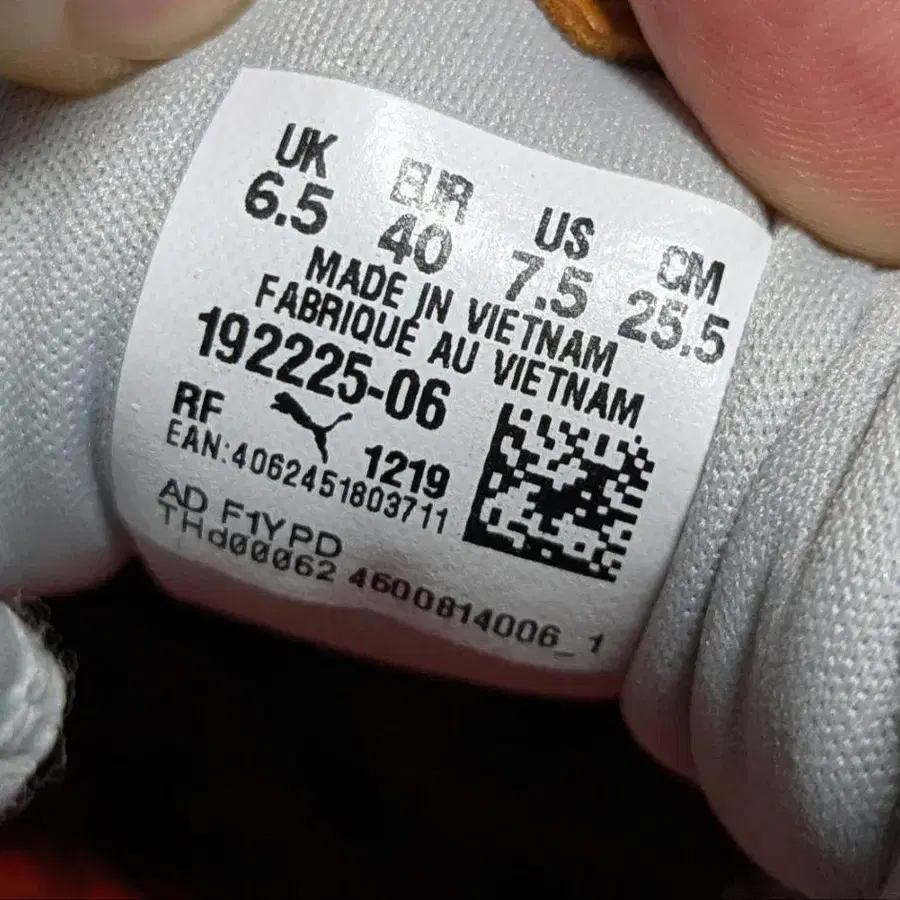 UK EUR US CM
6.5 40 7.5 25.5
MADE IN VIETNAM
FABRIQUÉ AU VIETNAM
192225-06
RF 1219
EAN:4062451803711
AD F1YPD
THd00062 4600814006_1